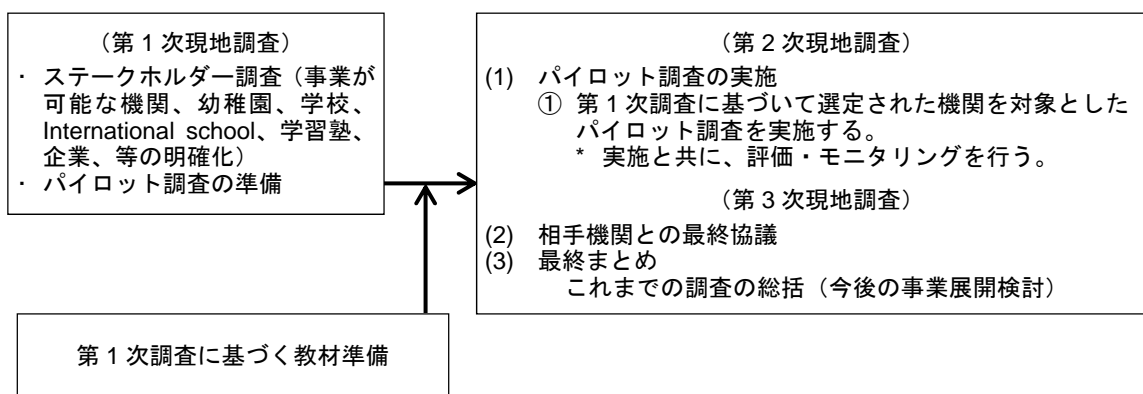 （第１次現地調査）
・ ステークホルダー調査（事業が
可能な機関、幼稚園、学校、
International school、学習塾、
企業、等の明確化）
・ パイロット調査の準備
（第２次現地調査）
(1) パイロット調査の実施
① 第１次調査に基づいて選定された機関を対象とした
パイロット調査を実施する。
* 実施と共に、評価・モニタリングを行う。
（第３次現地調査）
(2) 相手機関との最終協議
(3) 最終まとめ
これまでの調査の総括（今後の事業展開検討）
第１次調査に基づく教材準備